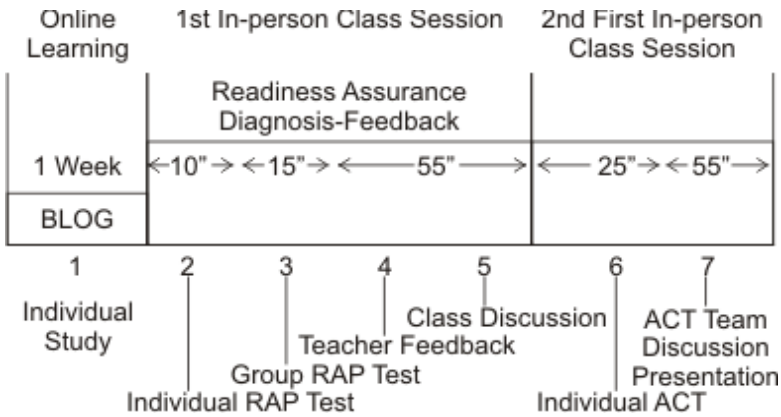 Online
Learning
1st In-person Class Session
2nd First In-person
Class Session
Readiness Assurance
Diagnosis-Feedback
1 Week
10”
15”
55”
25”
55”
BLOG
1
2
3
4
5
6
7
Individual
Study
Class Discussion
Teacher Feedback
Group RAP Test
Individual RAP Test
ACT Team
Discussion
Presentation
Individual ACT